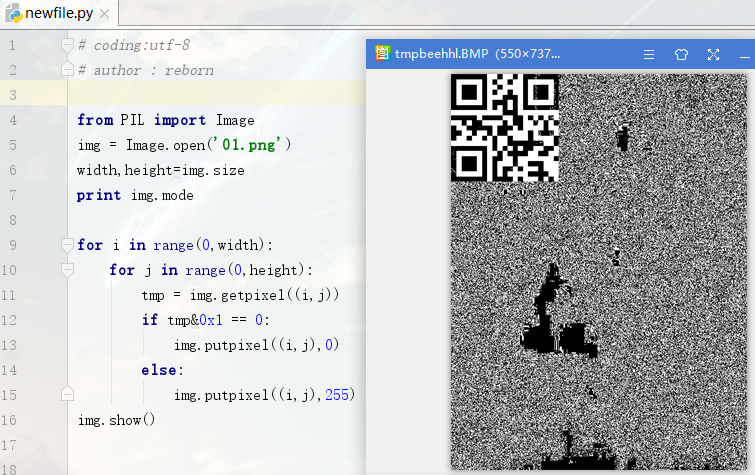 newfile.py
tmpbeehhl.BMP (550×737...
1 # coding:utf-8
2 # author : reborn
3
4 from PIL import Image
5 img = Image.open('01.png')
6 width,height=img.size
7 print img.mode
8
9 for i in range(0,width):
10 for j in range(0,height):
11 tmp = img.getpixel((i,j))
12 if tmp&0x1 == 0:
13 img.putpixel((i,j),0)
14 else:
15 img.putpixel((i,j),255)
16 img.show()
17
18